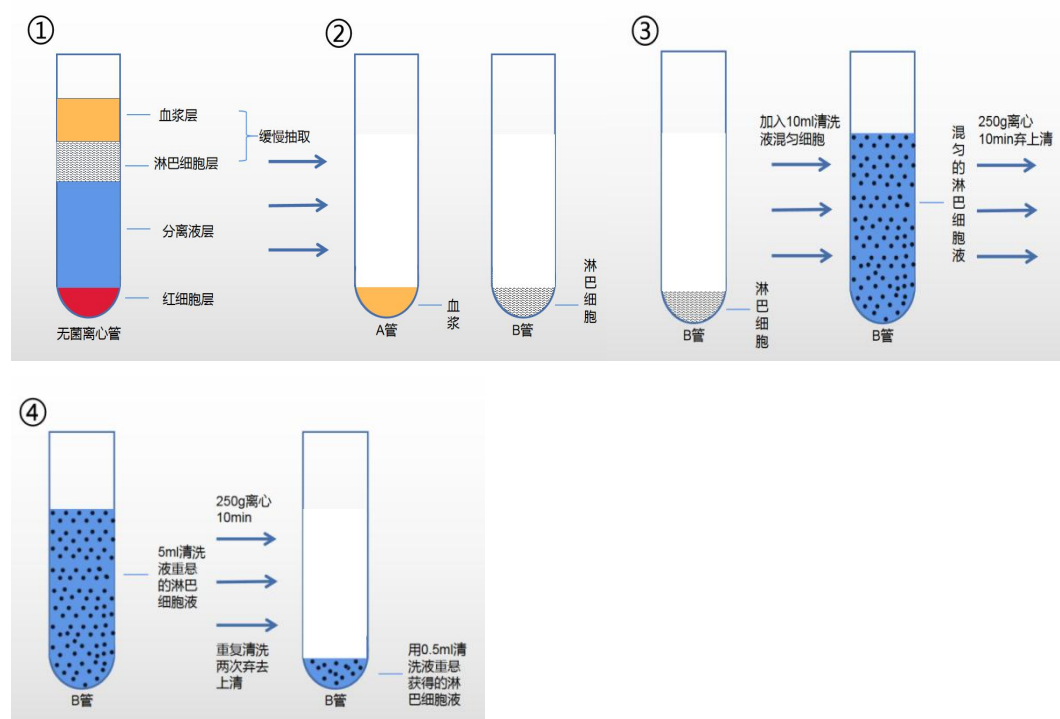 ①
血浆层
缓慢抽取
淋巴细胞层
分离液层
红细胞层
无菌离心管
②
血
浆
A管
淋
巴
细
胞
B管
③
淋
巴
细
胞
B管
加入10ml清洗
液混匀细胞
混
匀
的
淋
巴
细
胞
液
B管
250g离心
10min弃上清
④
5ml清洗
液重悬
的淋巴
细胞液
B管
250g离心
10min
重复清洗
两次弃去
上清
用0.5ml清
洗液重悬
获得的淋
巴细胞液
B管